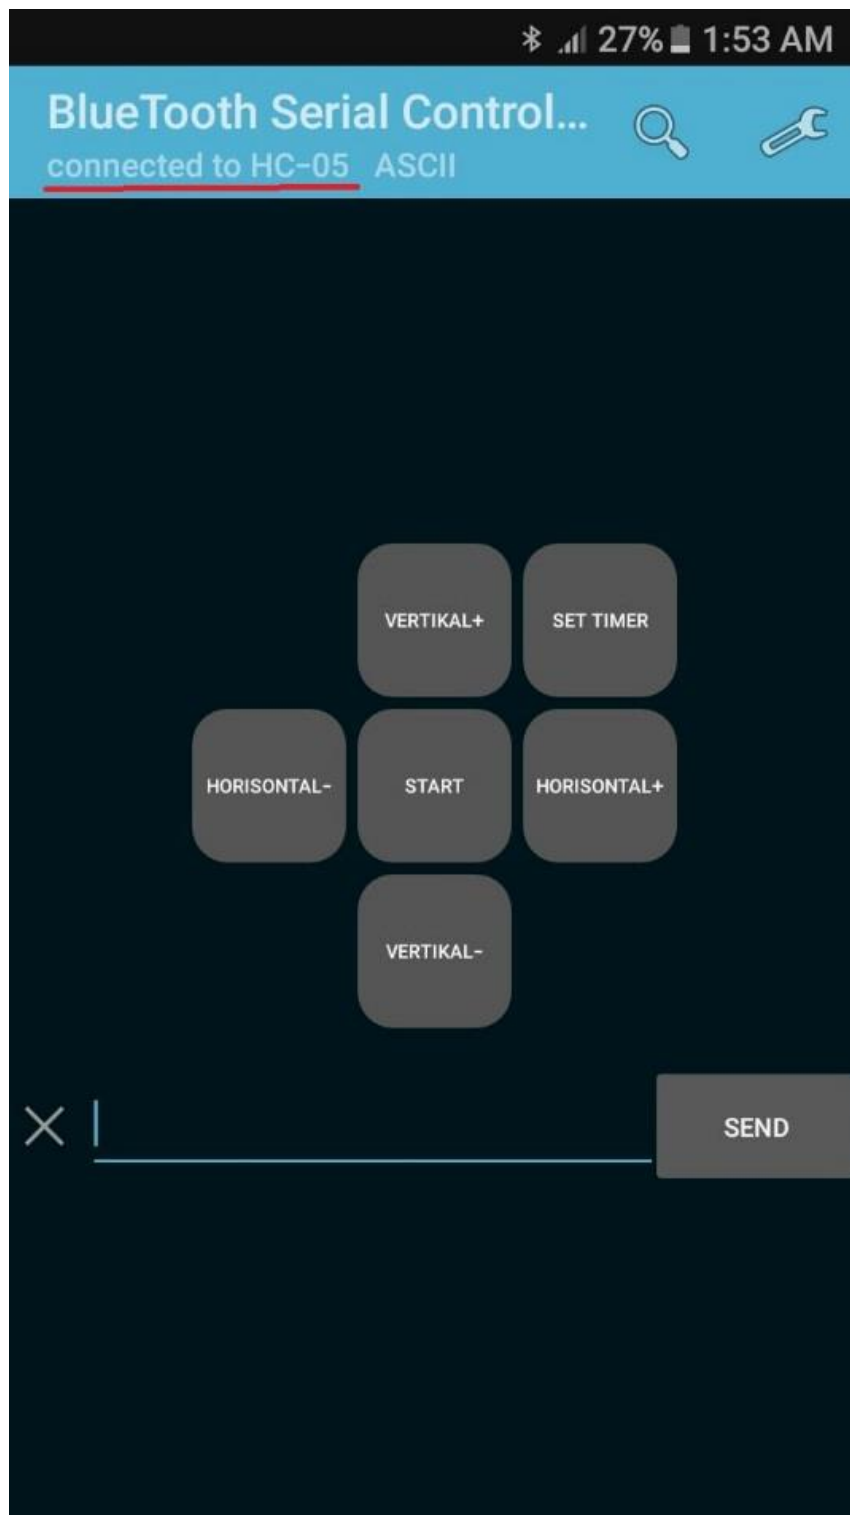 27% 1:53 AM
BlueTooth Serial Control...
connected to HC-05 ASCII
VERTIKAL+ SET TIMER
HORISONTAL- START HORISONTAL+
VERTIKAL-
SEND